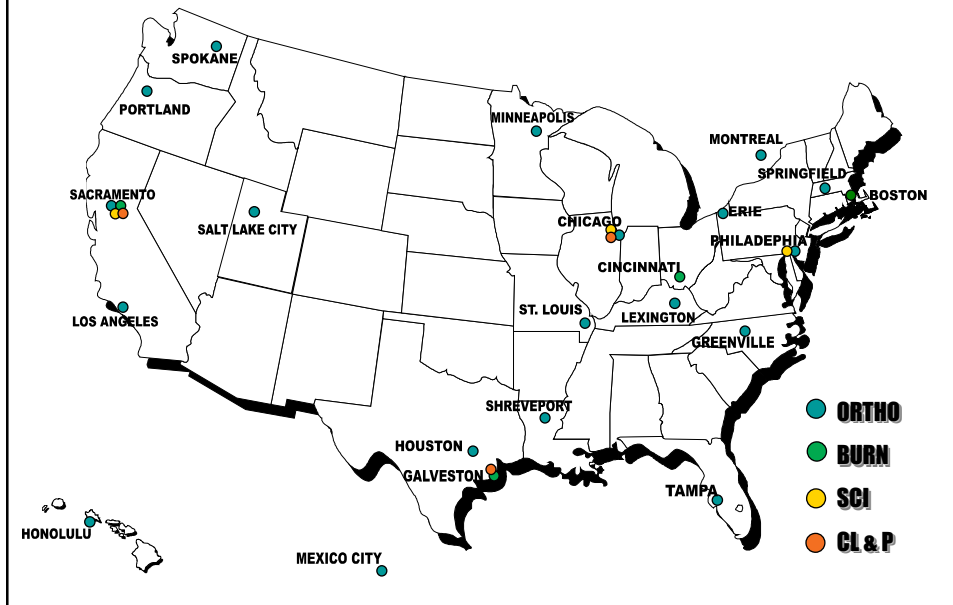 SPOKANE
PORTLAND
MINNEAPOLIS
MONTREAL
SPRINGFIELD
SACRAMENTO
BOSTON
SALT LAKE CITY
CHICAGO
ERIE
PHILADEPHIA
CINCINNATI
LOS ANGELES
ST. LOUIS
LEXINGTON
GREENVILLE
SHREVEPORT
HOUSTON
GALVESTON
TAMPA
HONOLULU
MEXICO CITY
ORTHO
BURN
SCI
CL & P